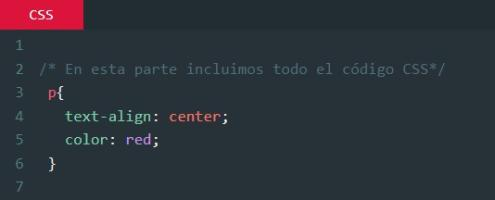 CSS
1
2 /* En esta parte incluimos todo el código CSS*/
3 p{
4 text-align: center;
5 color: red;
6 }
7